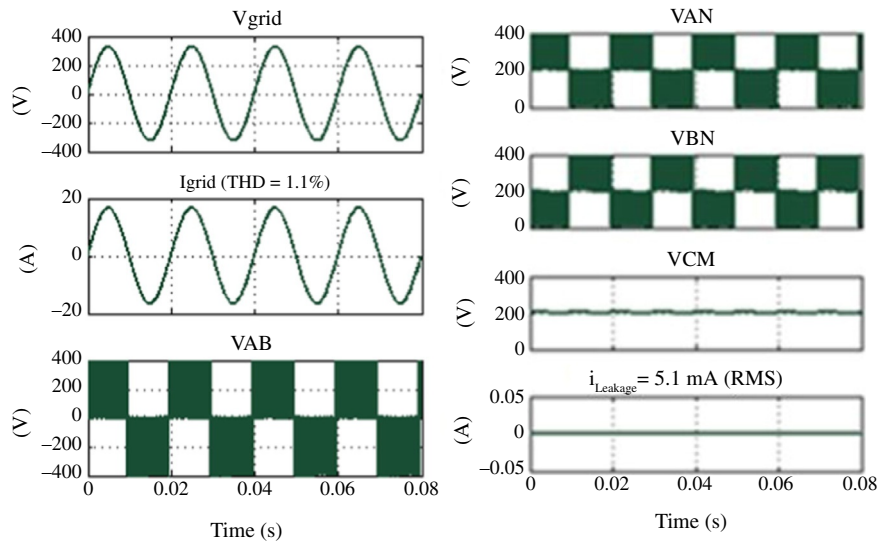 Vgrid
400
200
0
−200
−400
(V)
Igrid (THD = 1.1%)
20
0
−20
(A)
VAB
400
200
0
−200
−400
(V)
0 0.02 0.04 0.06 0.08
Time (s)
VAN
400
200
0
(V)
VBN
400
200
0
(V)
VCM
400
200
0
(V)
iLeakage= 5.1 mA (RMS)
0.05
0
−0.05
(A)
0 0.02 0.04 0.06 0.08
Time (s)